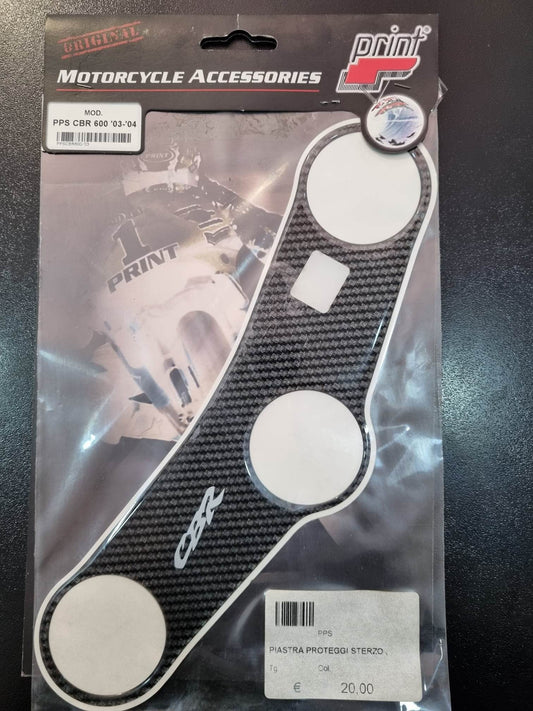 ORIGINAL
print
MOTORCYCLE ACCESSORIES
MOD.
PPS CBR 600 '03-'04
1
PRINT
CBR
PPS
PIASTRA PROTEGGI STERZO
Tg. Col.
€ 20.00